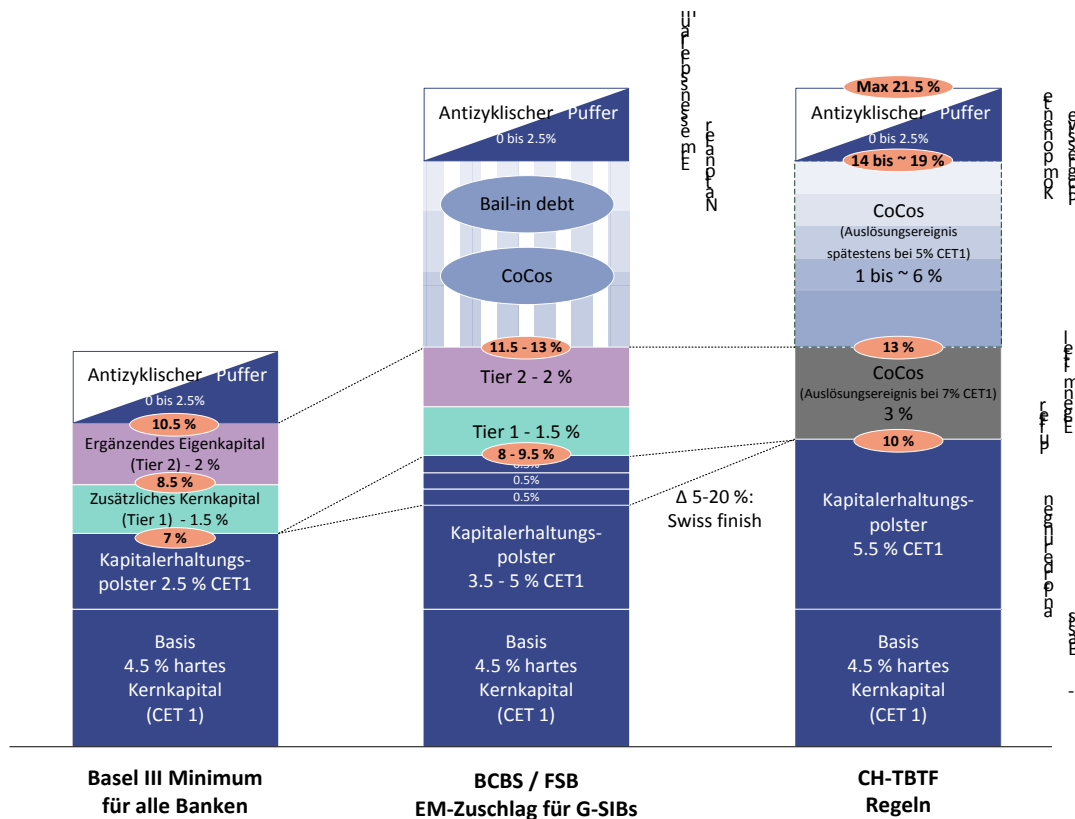 Antizyklischer Puffer
0 bis 2.5%
10.5 %
Ergänzendes Eigenkapital
(Tier 2) - 2 %
8.5 %
Zusätzliches Kernkapital
(Tier 1) - 1.5 %
7 %
Kapitalerhaltungs-
polster 2.5 % CET1
Basis
4.5 % hartes
Kernkapital
(CET 1)
Basel III Minimum
für alle Banken
Antizyklischer Puffer
0 bis 2.5%
Bail-in debt
CoCos
11.5 - 13 %
Tier 2 - 2 %
Tier 1 - 1.5 %
8 - 9.5 %
0.5%
0.5%
0.5%
Kapitalerhaltungs-
polster
3.5 - 5 % CET1
Basis
4.5 % hartes
Kernkapital
(CET 1)
BCBS / FSB
EM-Zuschlag für G-SIBs
Δ 5-20 %:
Swiss finish
Max 21.5 %
Antizyklischer Puffer
0 bis 2.5%
14 bis ~ 19 %
CoCos
(Auslösungsereignis
spätestens bei 5% CET1)
1 bis ~ 6 %
13 %
CoCos
(Auslösungsereignis bei 7% CET1)
3 %
10 %
Kapitalerhaltungs-
polster
5.5 % CET1
Basis
4.5 % hartes
Kernkapital
(CET 1)
CH-TBTF
Regeln